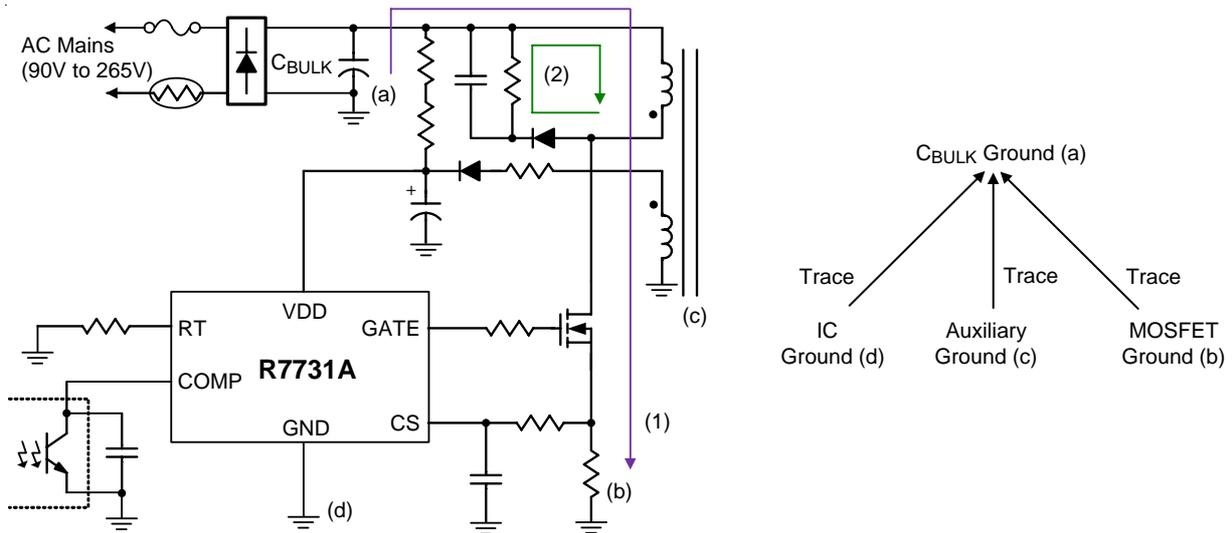 AC Mains
(90V to 265V)
CBULK
(a)
(2)
+
(c)
VDD
RT
GATE
R7731A
COMP
CS
GND
(1)
(b)
(d)
CBULK Ground (a)
Trace
Trace
Trace
IC
Ground (d)
Auxiliary
Ground (c)
MOSFET
Ground (b)